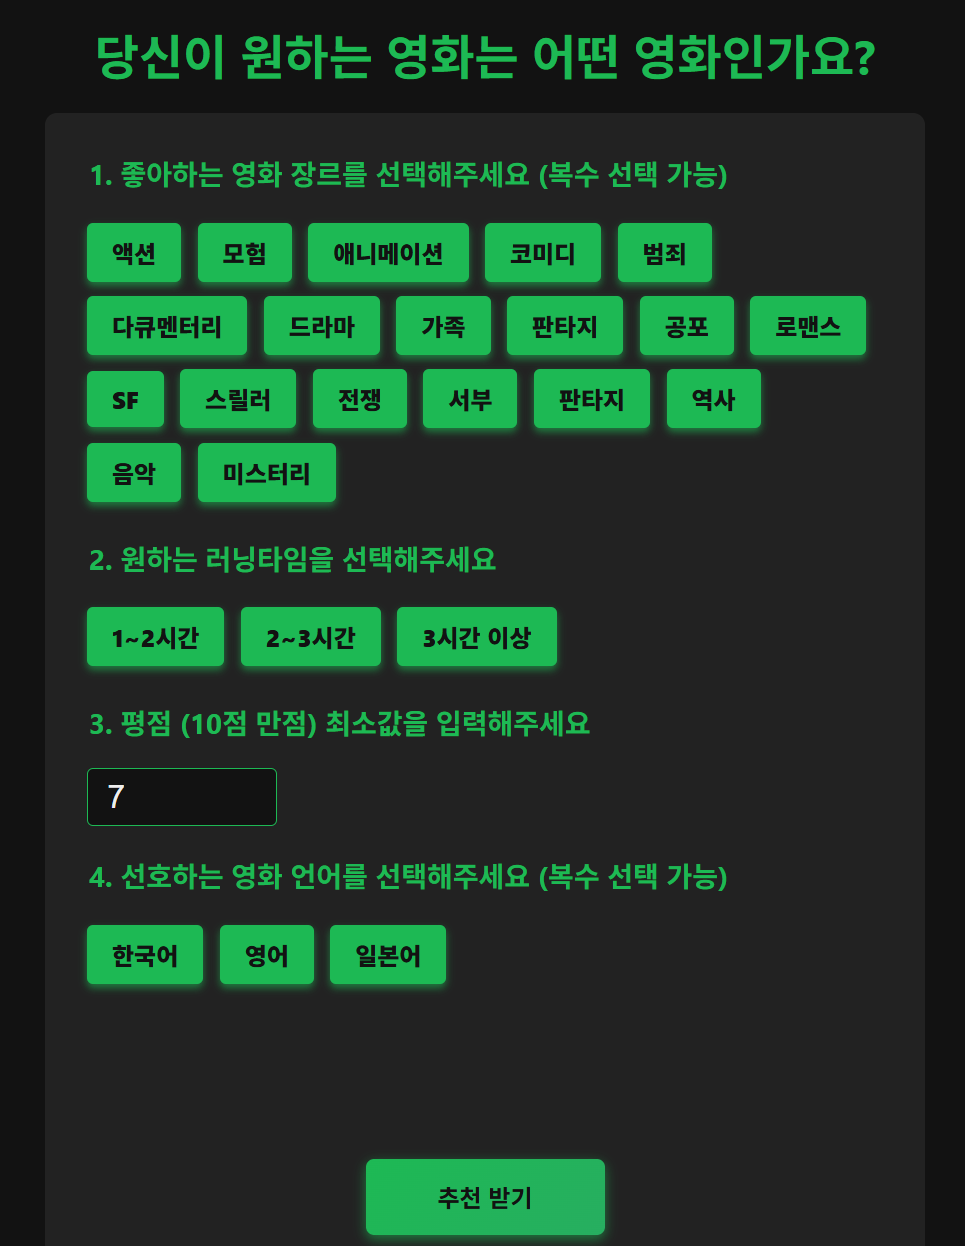 당신이 원하는 영화는 어떤 영화인가요?
1. 좋아하는 영화 장르를 선택해주세요 (복수 선택 가능)
액션 모험 애니메이션 코미디 범죄
다큐멘터리 드라마 가족 판타지 공포 로맨스
SF 스릴러 전쟁 서부 판타지 역사
음악 미스터리
2. 원하는 러닝타임을 선택해주세요
1~2시간 2~3시간 3시간 이상
3. 평점 (10점 만점) 최소값을 입력해주세요
7
4. 선호하는 영화 언어를 선택해주세요 (복수 선택 가능)
한국어 영어 일본어
추천 받기